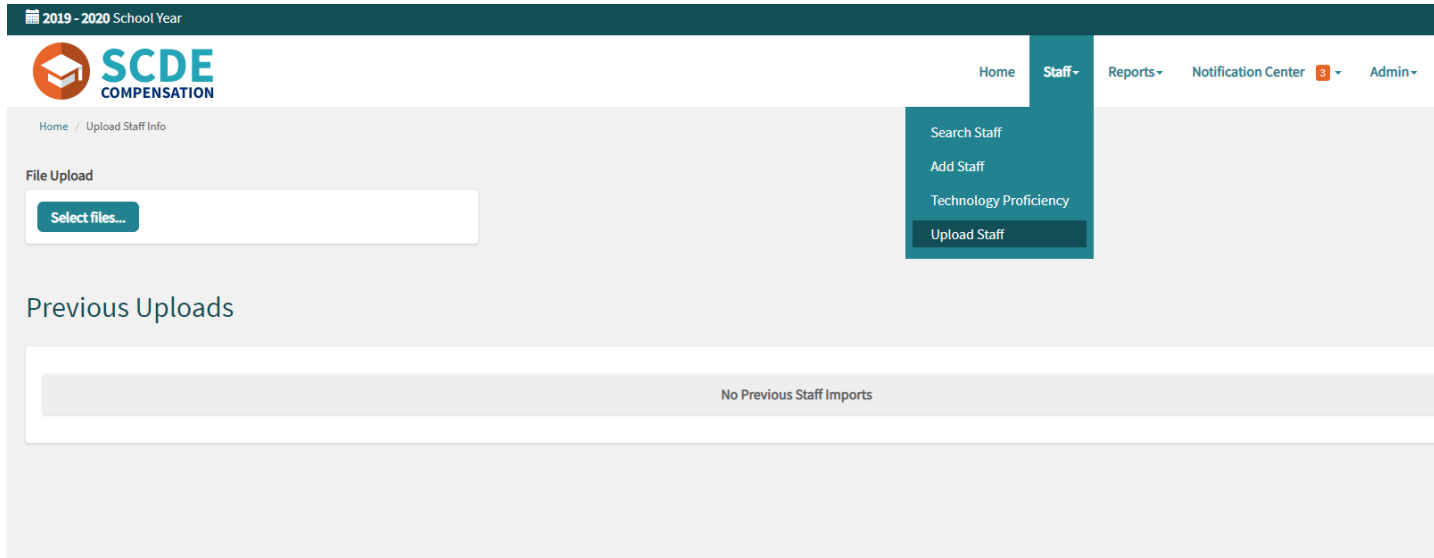 2019 - 2020 School Year
SCDE
COMPENSATION
Home Staff Reports Notification Center 3 Admin
Home / Upload Staff Info
Search Staff
Add Staff
Technology Proficiency
Upload Staff
File Upload
Select files...
Previous Uploads
No Previous Staff Imports